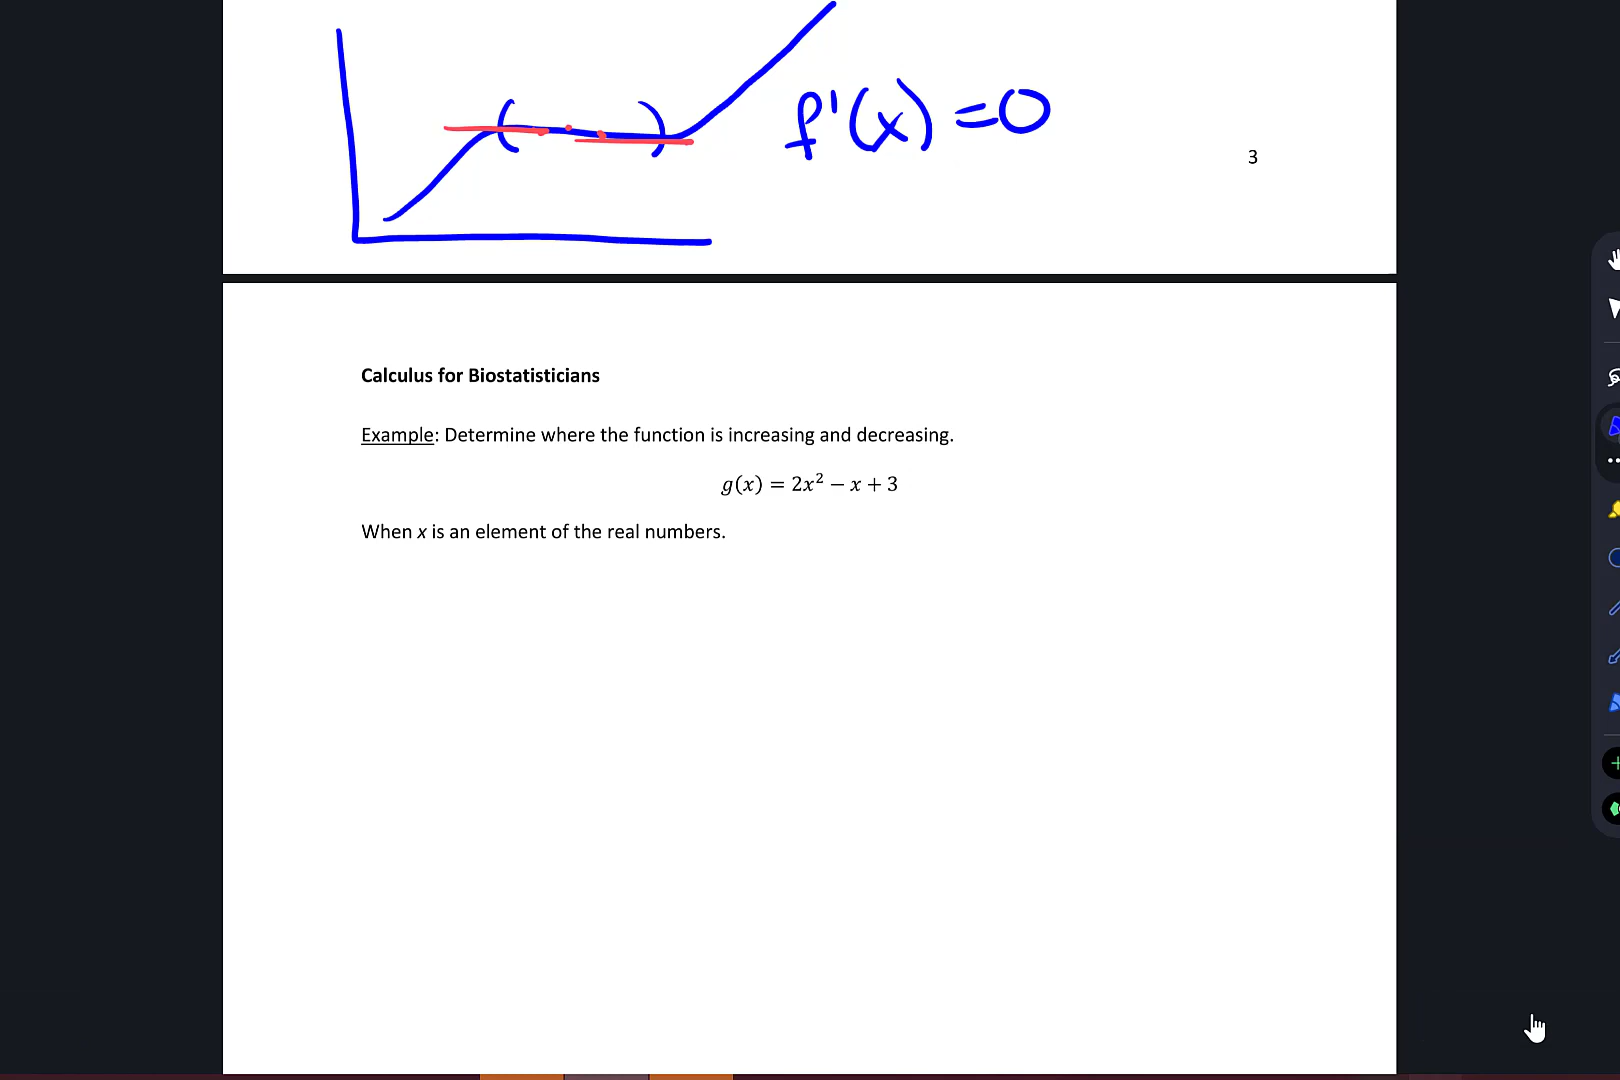 f'(x) =0
3
Calculus for Biostatisticians
Example: Determine where the function is increasing and decreasing.
g(x) = 2x² − x + 3
When x is an element of the real numbers.